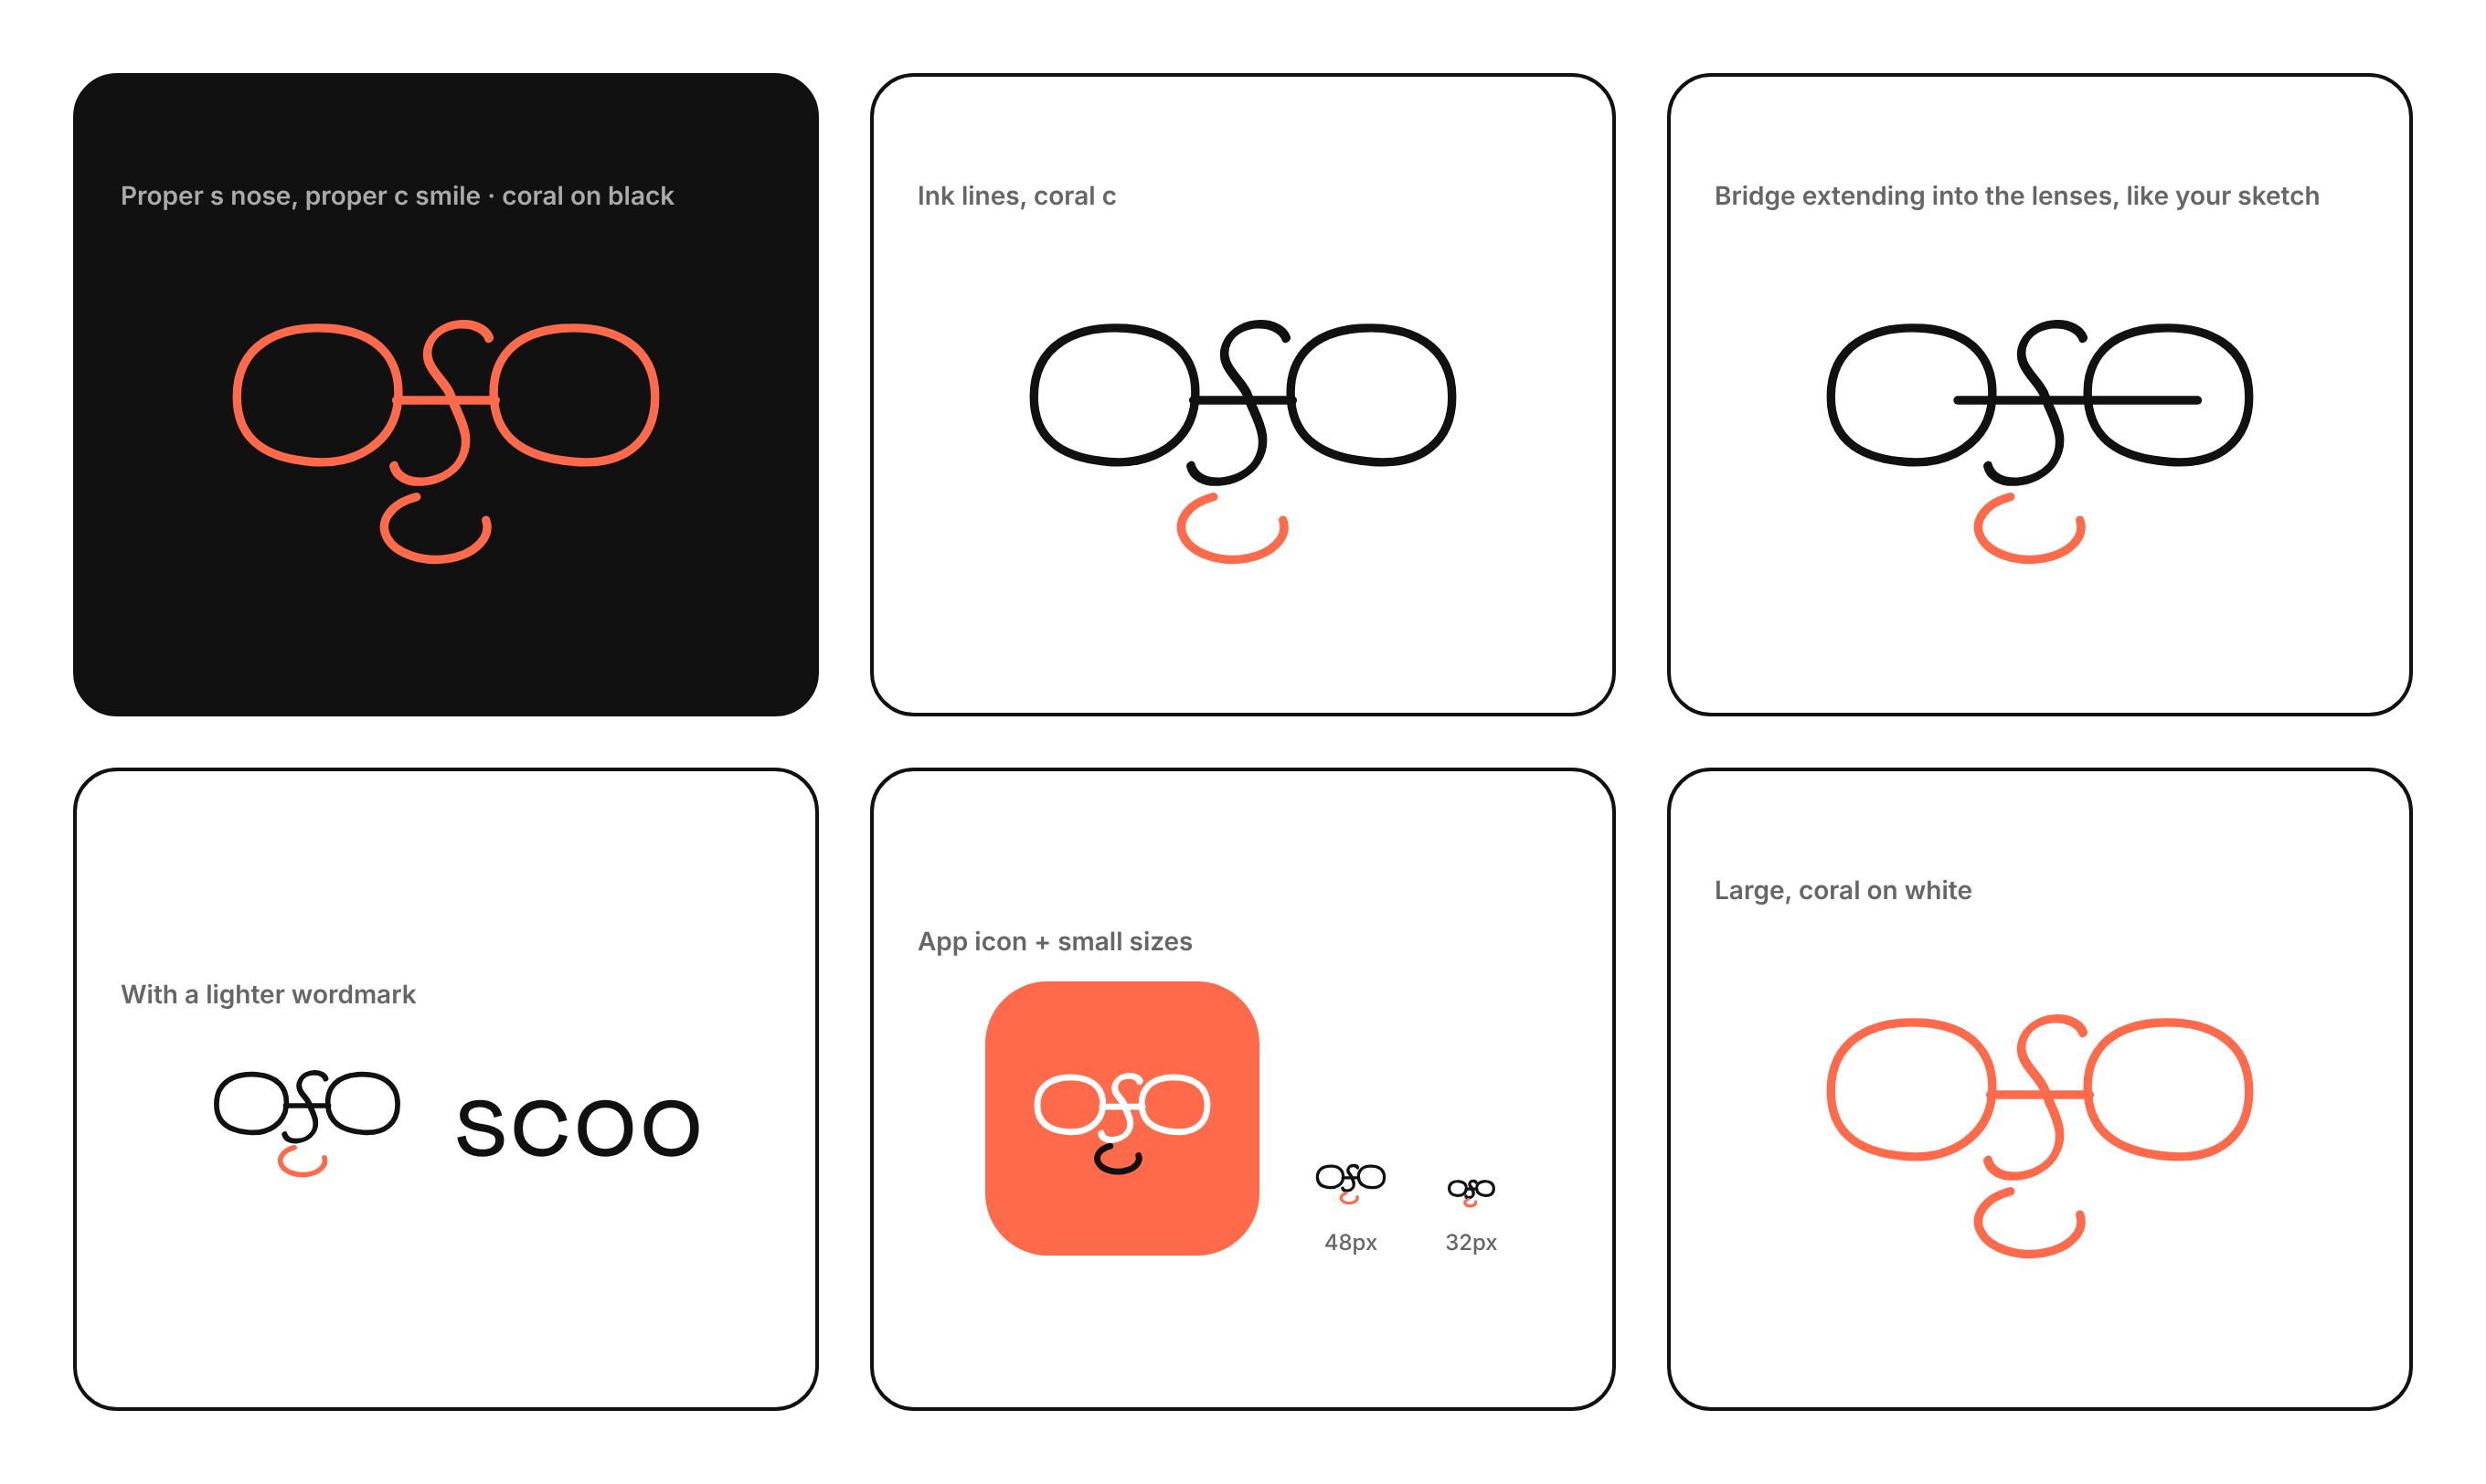 Proper s nose, proper c smile · coral on black
Ink lines, coral c
Bridge extending into the lenses, like your sketch
With a lighter wordmark
scoo
App icon + small sizes
48px
32px
Large, coral on white